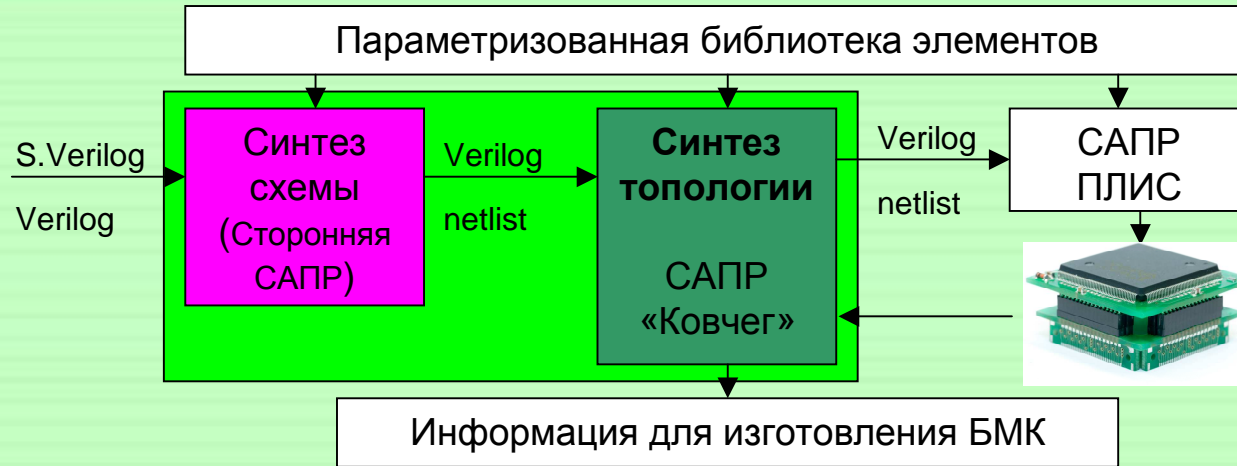 Параметризованная библиотека элементов
S.Verilog
Verilog
Синтез
схемы
(Сторонняя
САПР)
Verilog
netlist
Синтез
топологии
САПР
«Ковчег»
Verilog
netlist
САПР
ПЛИС
Информация для изготовления БМК